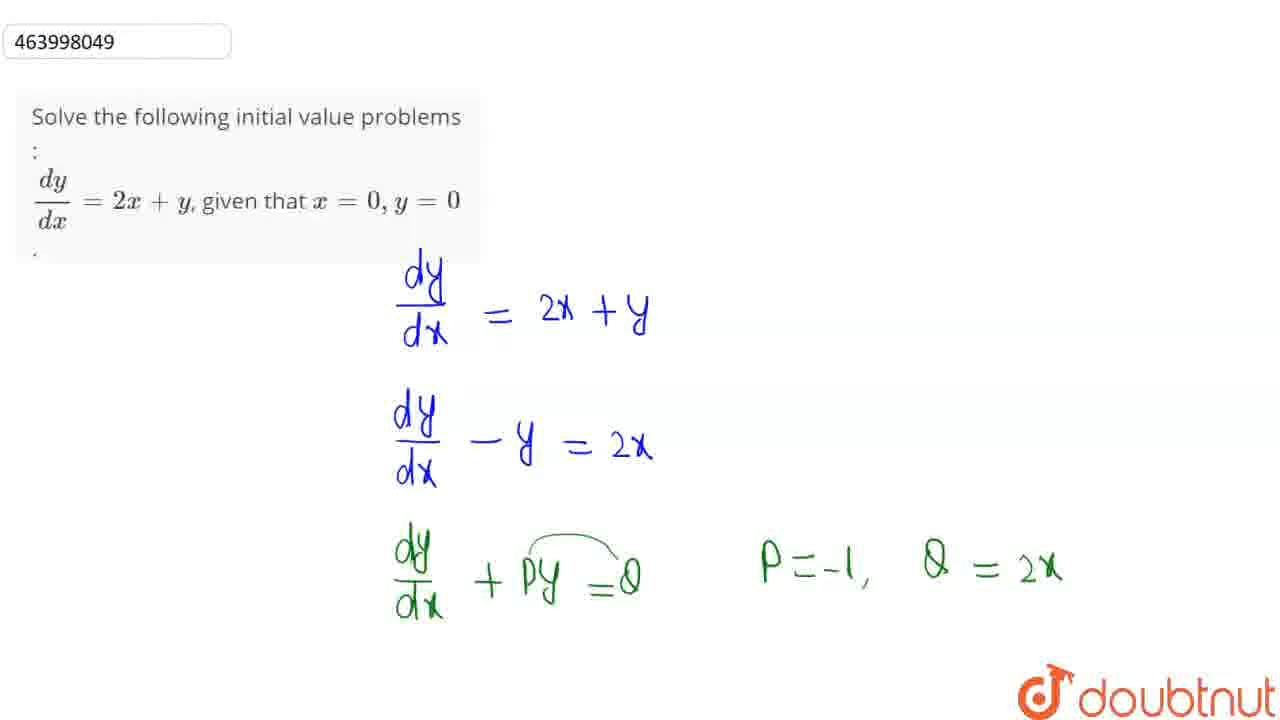 463998049
Solve the following initial value problems
:
dy/dx = 2x + y, given that x = 0, y = 0
.
dy/dx = 2x + y
dy/dx - y = 2x
dy/dx + Py = Q P = -1, Q = 2x
doubtnut